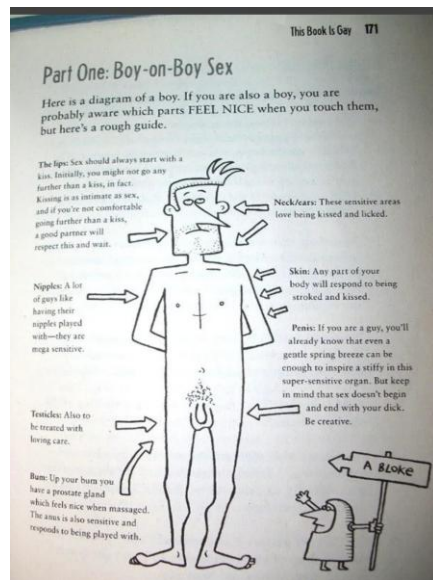 This Book Is Gay 171
Part One: Boy-on-Boy Sex
Here is a diagram of a boy. If you are also a boy, you are
probably aware which parts FEEL NICE when you touch them,
but here's a rough guide.
The lips: Sex should always start with a
kiss. Initially, you might not go any
further than a kiss, in fact.
Kissing is as intimate as sex,
and if you're not comfortable
going further than a kiss,
a good partner will
respect this and wait.
Neck/ears: These sensitive areas
love being kissed and licked.
Skin: Any part of your
body will respond to being
stroked and kissed.
Nipples: A lot
of guys like
having their
nipples played
with—they are
mega sensitive.
Penis: If you are a guy, you'll
already know that even a
gentle spring breeze can be
enough to inspire a stiffy in this
super-sensitive organ. But keep
in mind that sex doesn't begin
and end with your dick.
Be creative.
Testicles: Also to
be treated with
loving care.
Bum: Up your bum you
have a prostate gland
which feels nice when massaged.
The anus is also sensitive and
responds to being played with.
A BLOKE